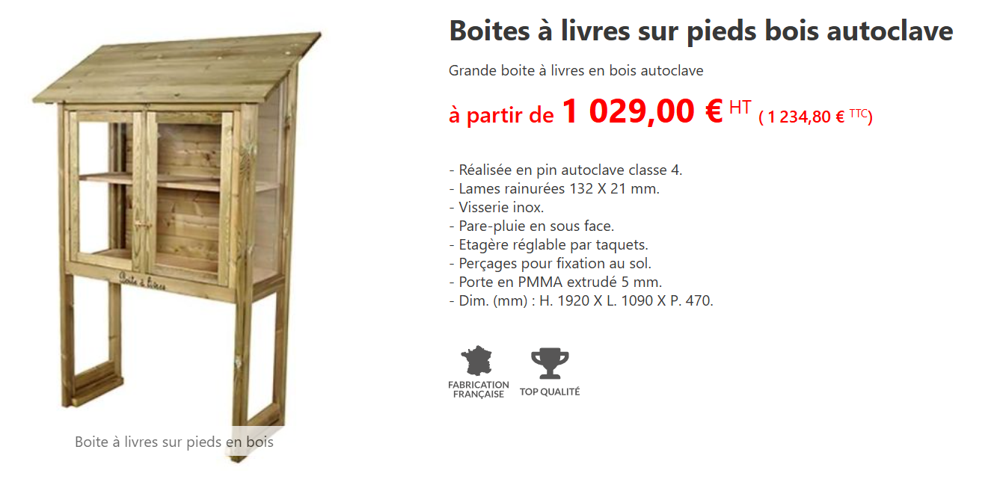 Boites à livres sur pieds bois autoclave
Grande boite à livres en bois autoclave
à partir de 1 029,00 € HT ( 1 234,80 € TTC)
- Réalisée en pin autoclave classe 4.
- Lames rainurées 132 X 21 mm.
- Visserie inox.
- Pare-pluie en sous face.
- Etagère réglable par taquets.
- Perçages pour fixation au sol.
- Porte en PMMA extrudé 5 mm.
- Dim. (mm) : H. 1920 X L. 1090 X P. 470.
FABRICATION
FRANÇAISE
TOP QUALITÉ
Boite à livres
Boite à livres sur pieds en bois